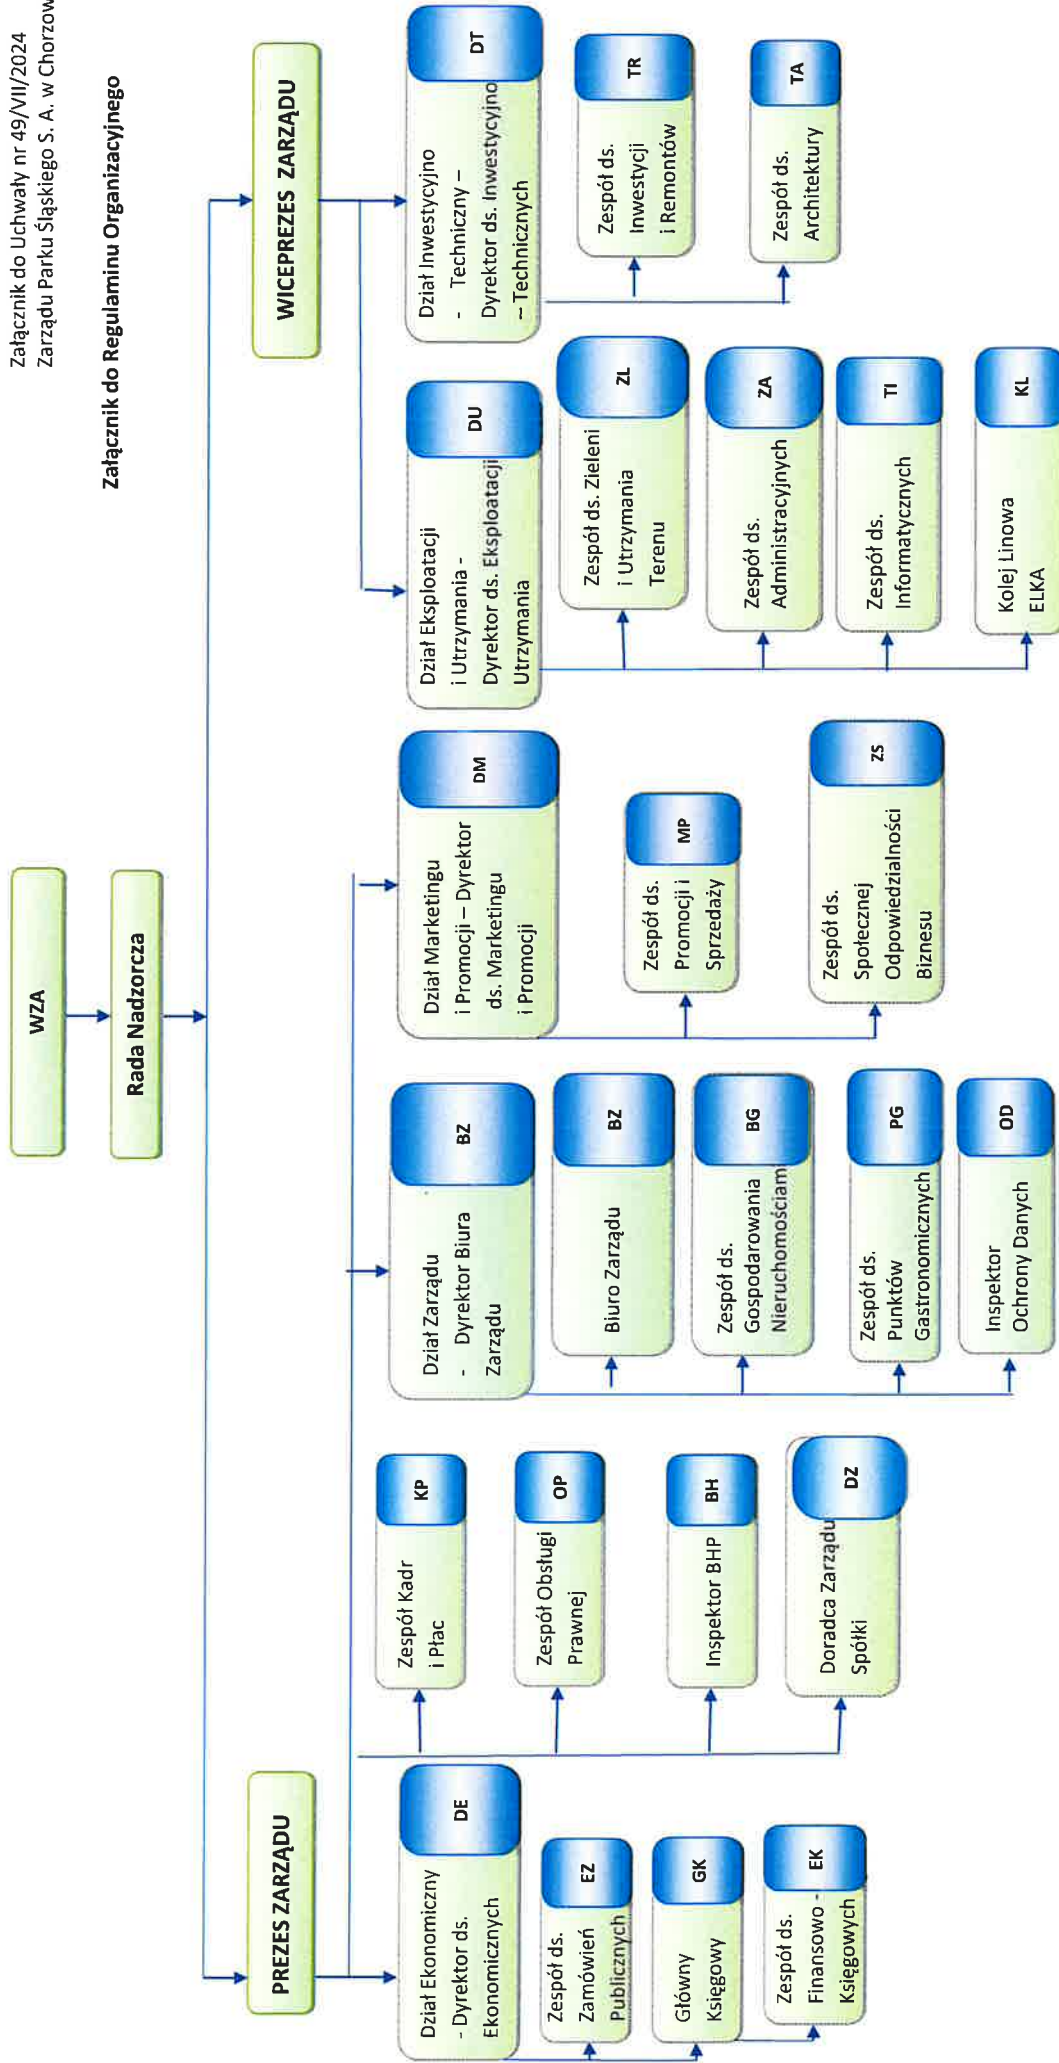 Załącznik do Uchwały nr 49/VII/2024
Zarządu Parku Śląskiego S. A. w Chorzow
Załącznik do Regulaminu Organizacyjnego
WZA
Rada Nadzorcza
PREZES ZARZĄDU
WICEPREZES ZARZĄDU
Dział Ekonomiczny
- Dyrektor ds.
Ekonomicznych
DE
Zespół ds.
Zamówień
Publicznych
EZ
Główny
Księgowy
GK
Zespół ds.
Finansowo -
Księgowych
EK
Zespół Kadr
i Płac
KP
Zespół Obsługi
Prawnej
OP
Inspektor BHP
BH
Doradca Zarządu
Spółki
DZ
Dział Zarządu
- Dyrektor Biura
Zarządu
BZ
Biuro Zarządu
BZ
Zespół ds.
Gospodarowania
Nieruchomościam
BG
Zespół ds.
Punktów
Gastronomicznych
PG
Inspektor
Ochrony Danych
OD
Dział Marketingu
i Promocji – Dyrektor
ds. Marketingu
i Promocji
DM
Zespół ds.
Promocji i
Sprzedaży
MP
Zespół ds.
Społecznej
Odpowiedzialności
Biznesu
ZS
Dział Eksploatacji
i Utrzymania -
Dyrektor ds. Eksploatacji
Utrzymania
DU
Zespół ds. Zieleni
i Utrzymania
Terenu
ZL
Zespół ds.
Administracyjnych
ZA
Zespół ds.
Informatycznych
TI
Kolej Linowa
ELKA
KL
Dział Inwestycyjno
- Techniczny –
Dyrektor ds. Inwestycyjno
– Technicznych
DT
Zespół ds.
Inwestycji
i Remontów
TR
Zespół ds.
Architektury
TA